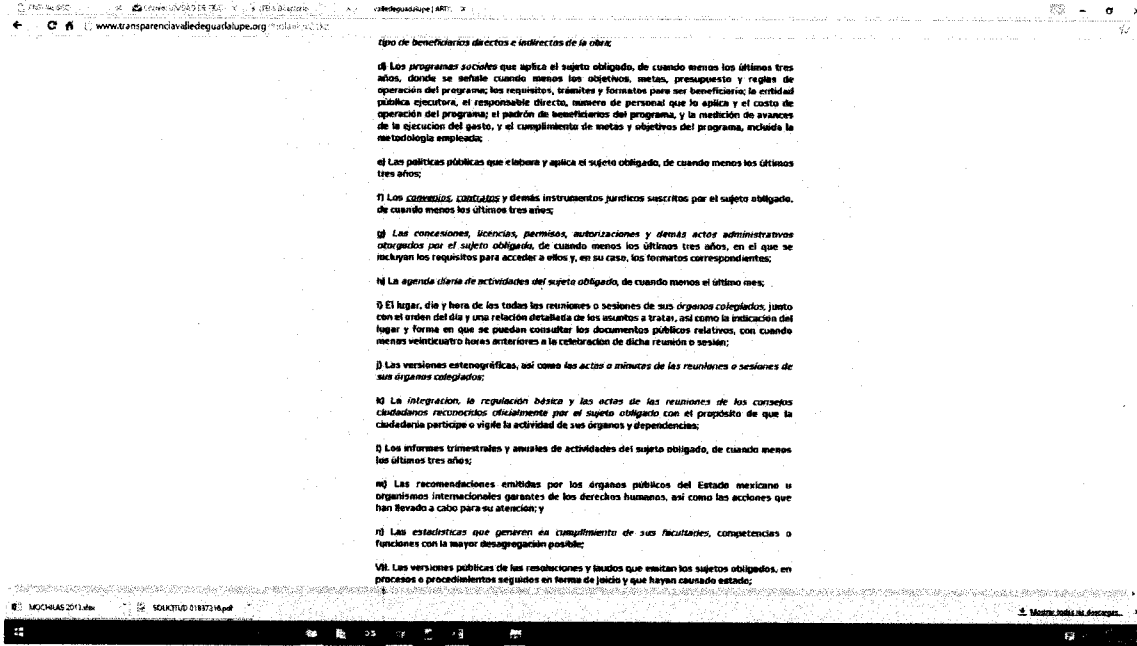 valledeguadalupe | ARTÍ
www.transparenciavalledeguadalupe.org
tipo de beneficiarios directos e indirectos de la obra;
d) Los programas sociales que aplica el sujeto obligado, de cuando menos los últimos tres
años, donde se señale cuando menos los objetivos, metas, presupuesto y reglas de
operación del programa; los requisitos, trámites y formatos para ser beneficiario; la entidad
pública ejecutora, el responsable directo, numero de personal que lo aplica y el costo de
operación del programa; el padrón de beneficiarios del programa, y la medición de avances
de la ejecucion del gasto, y el cumplimiento de metas y objetivos del programa, incluida la
metodología empleada;
e) Las políticas públicas que elabora y aplica el sujeto obligado, de cuando menos los últimos
tres años;
f) Los convenios, contratos y demás instrumentos jurídicos suscritos por el sujeto obligado,
de cuando menos los últimos tres años;
g) Las concesiones, licencias, permisos, autorizaciones y demás actos administrativos
otorgados por el sujeto obligado, de cuando menos los últimos tres años, en el que se
incluyan los requisitos para acceder a ellos y, en su caso, los formatos correspondientes;
h) La agenda diaria de actividades del sujeto obligado, de cuando menos el último mes;
i) El lugar, día y hora de las todas las reuniones o sesiones de sus órganos colegiados, junto
con el orden del día y una relación detallada de los asuntos a tratar, así como la indicación del
lugar y forma en que se puedan consultar los documentos públicos relativos, con cuando
menos veinticuatro horas anteriores a la celebración de dicha reunión o sesión;
j) Las versiones estenográficas, así como las actas o minutas de las reuniones o sesiones de
sus órganos colegiados;
k) La integracion, la regulación básica y las actas de las reuniones de los consejos
ciudadanos reconocidos oficialmente por el sujeto obligado con el propósito de que la
ciudadanía participe o vigile la actividad de sus órganos y dependencias;
l) Los informes trimestrales y anuales de actividades del sujeto obligado, de cuando menos
los últimos tres años;
m) Las recomendaciones emitidas por los órganos públicos del Estado mexicano u
organismos internacionales garantes de los derechos humanos, así como las acciones que
han llevado a cabo para su atención; y
n) Las estadísticas que generen en cumplimiento de sus facultades, competencias o
funciones con la mayor desagregación posible;
VII. Las versiones públicas de las resoluciones y laudos que emitan los sujetos obligados, en
procesos o procedimientos seguidos en forma de juicio y que hayan causado estado;
MOCHILAS 2013.xlsx
SOLICITUD 01837216.pdf
Mostrar todas las descargas...